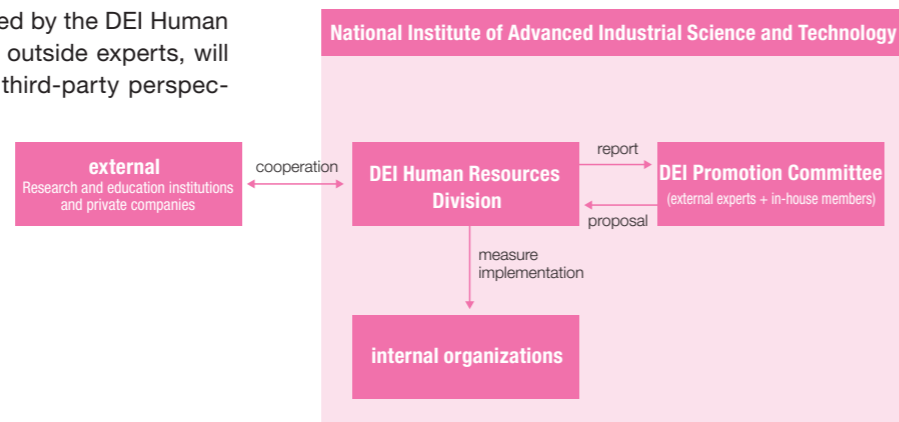 ed by the DEI Human
outside experts, will
third-party perspec-
National Institute of Advanced Industrial Science and Technology
external
Research and education institutions
and private companies
cooperation
DEI Human Resources
Division
report
proposal
DEI Promotion Committee
(external experts + in-house members)
measure
implementation
internal organizations